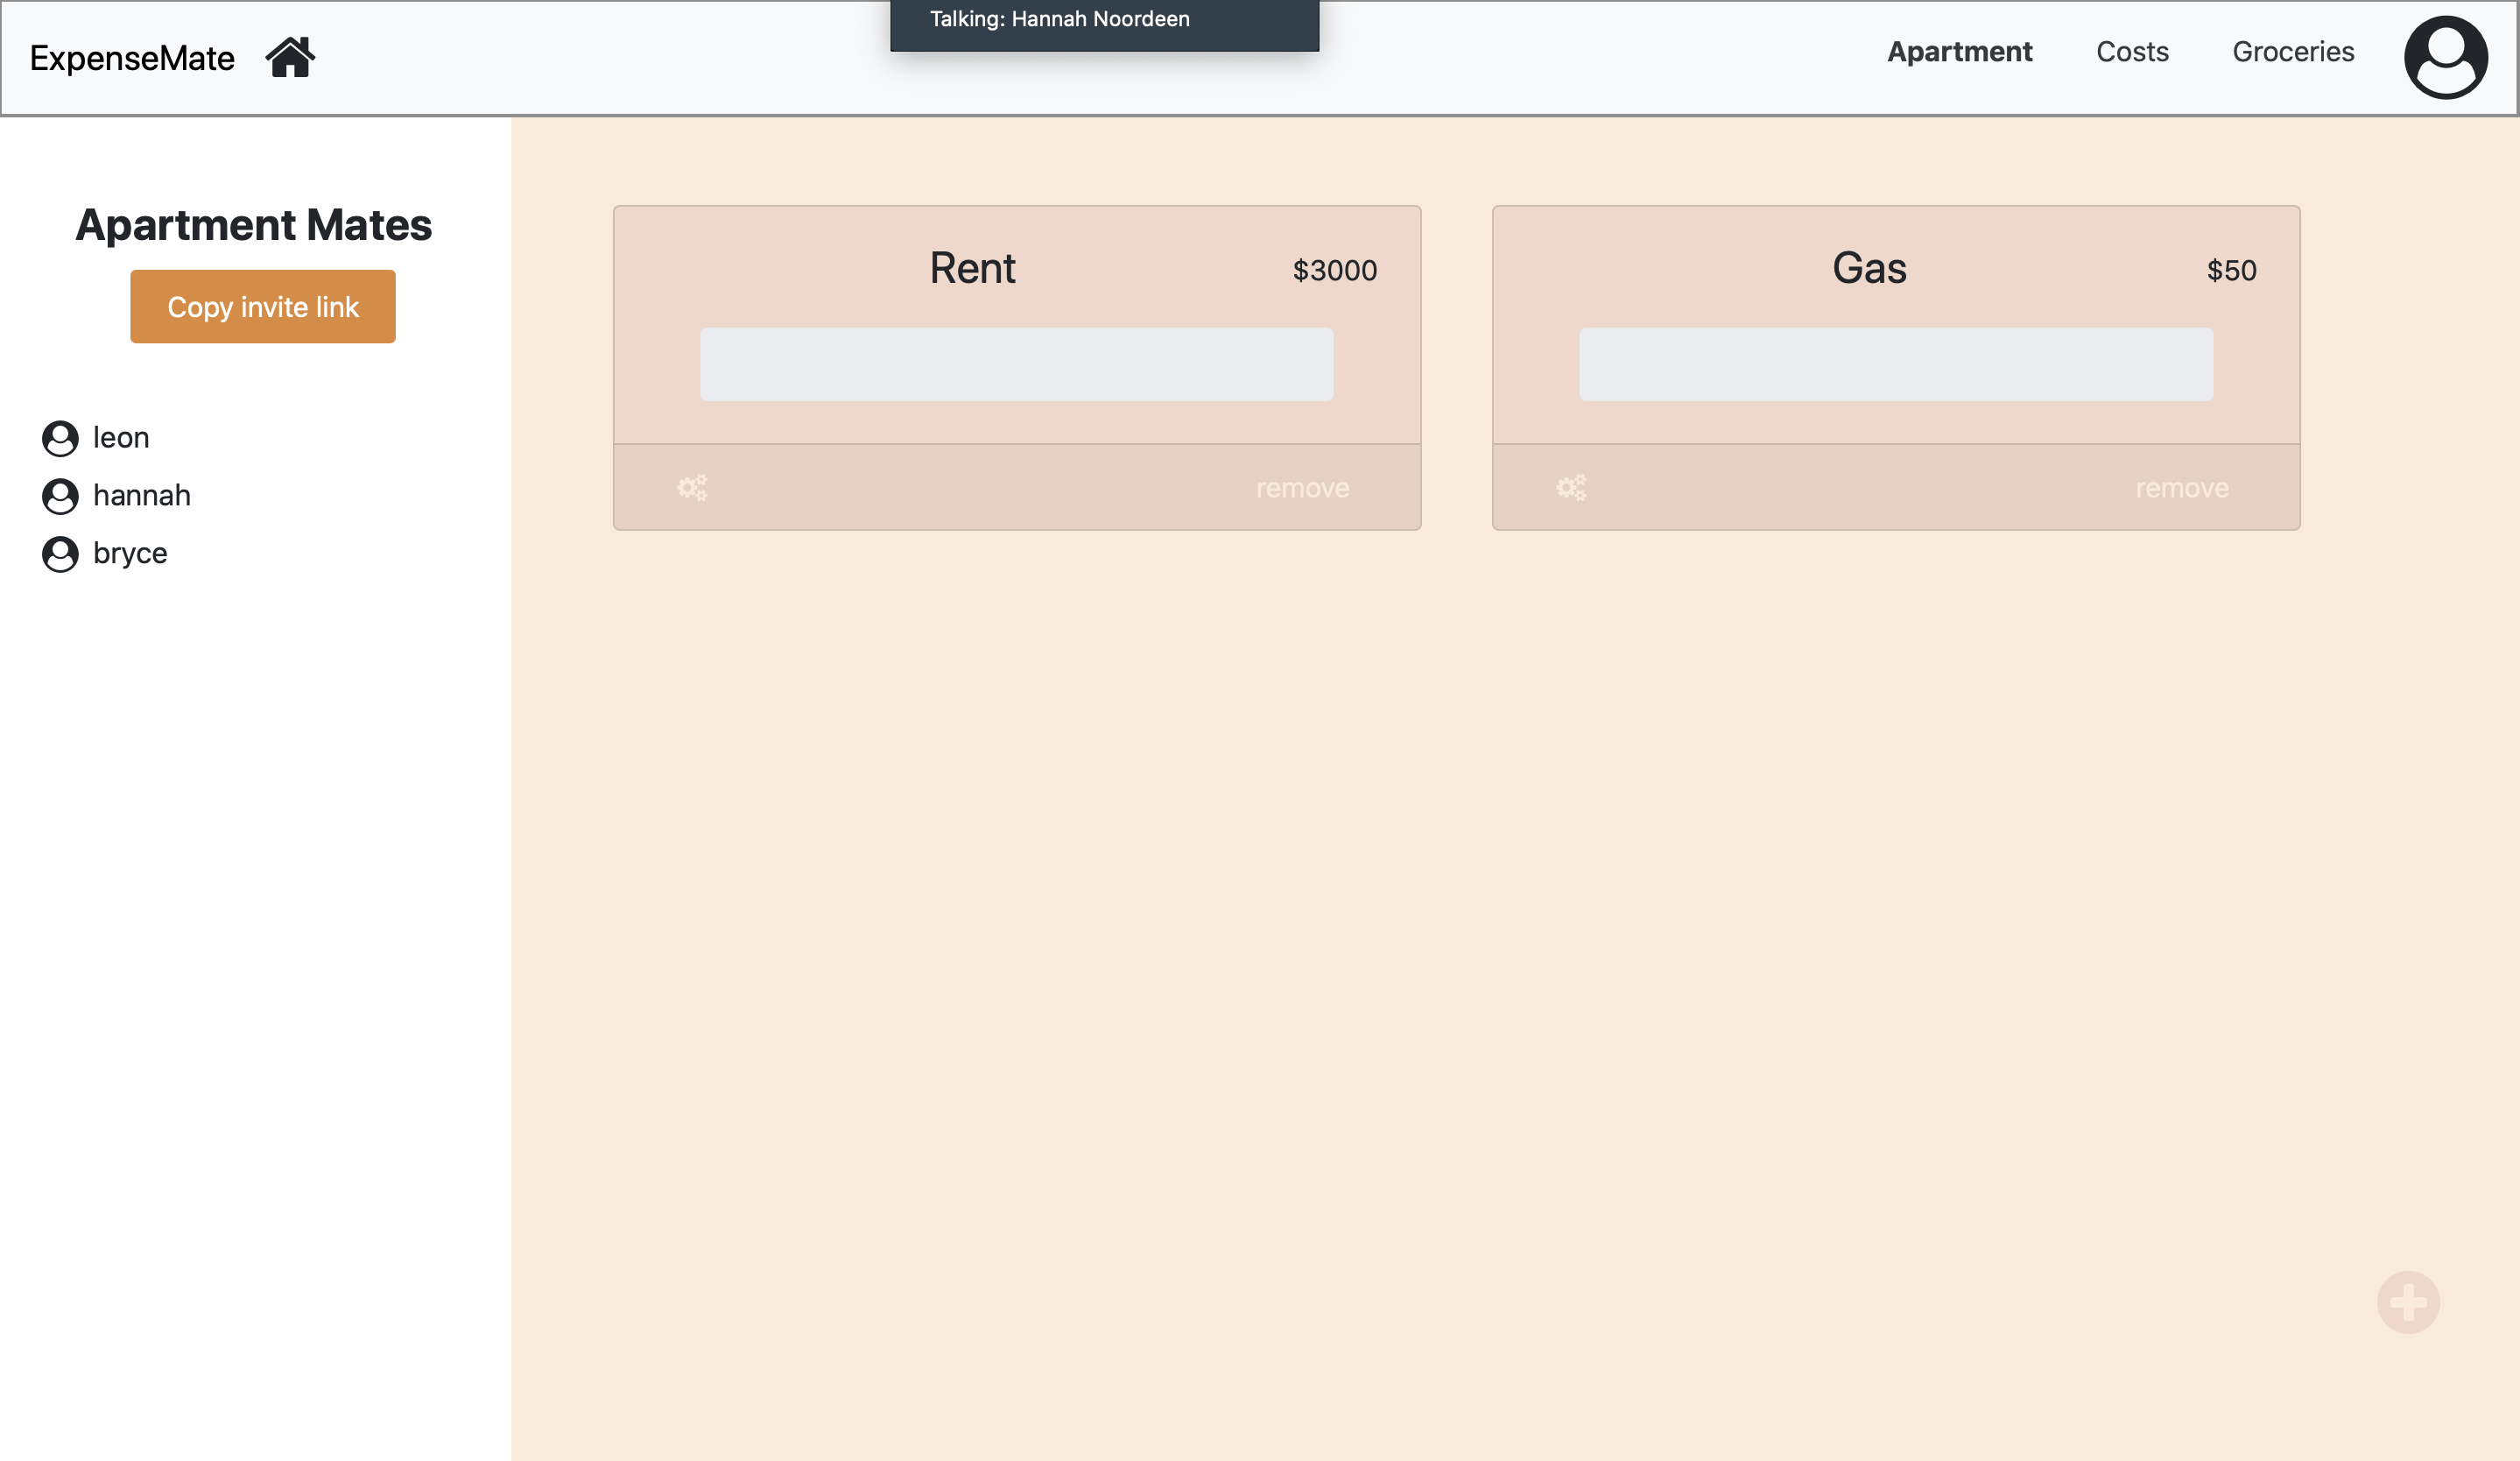 Talking: Hannah Noordeen
ExpenseMate
Apartment Costs Groceries
Apartment Mates
Copy invite link
leon
hannah
bryce
Rent $3000
remove
Gas $50
remove